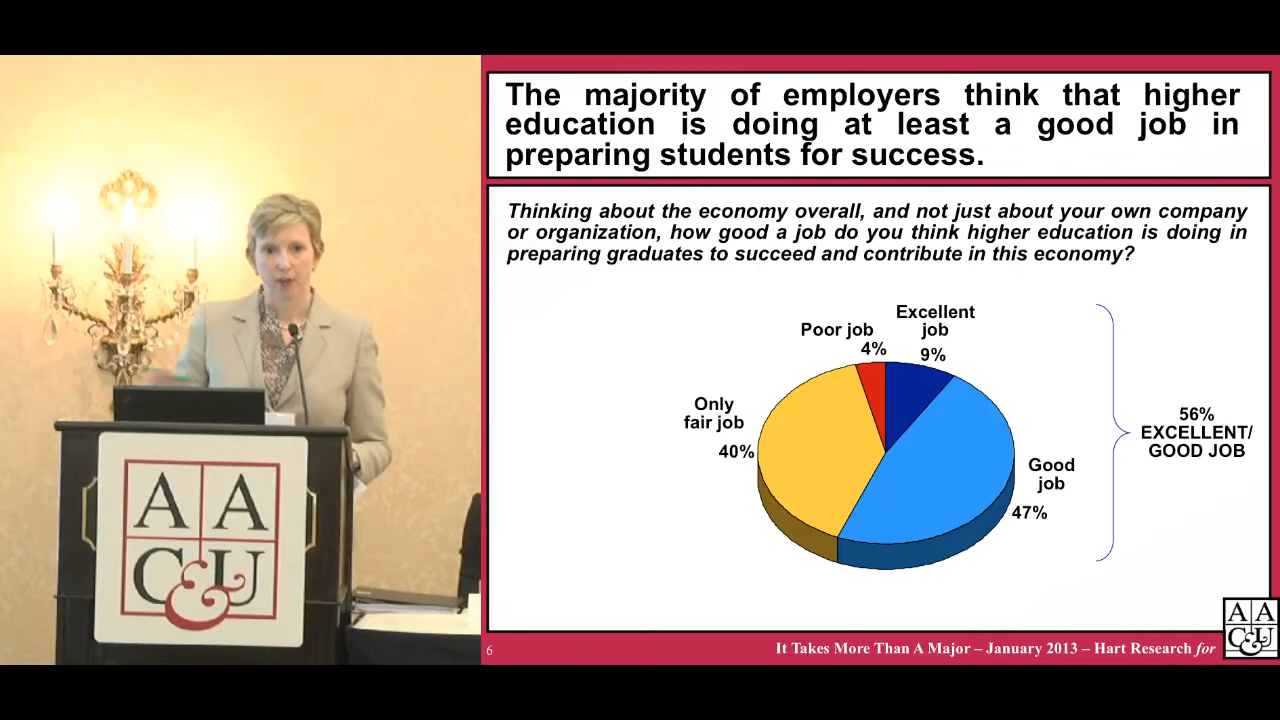 A A
C & U
The majority of employers think that higher
education is doing at least a good job in
preparing students for success.
Thinking about the economy overall, and not just about your own company
or organization, how good a job do you think higher education is doing in
preparing graduates to succeed and contribute in this economy?
Poor job
4%
Excellent
job
9%
Only
fair job
40%
Good
job
47%
56%
EXCELLENT/
GOOD JOB
6
It Takes More Than A Major – January 2013 – Hart Research for
A A
C & U